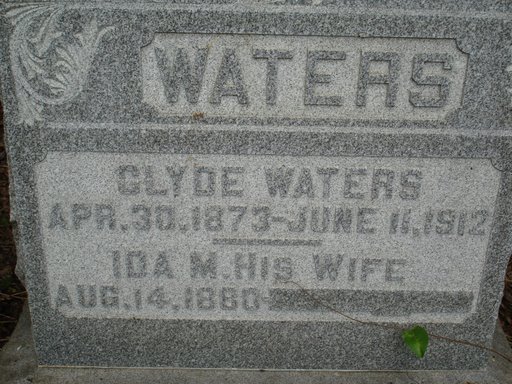 WATERS
CLYDE WATERS
APR. 30, 1873-JUNE 11, 1912
IDA M. HIS WIFE
AUG. 14, 1880-